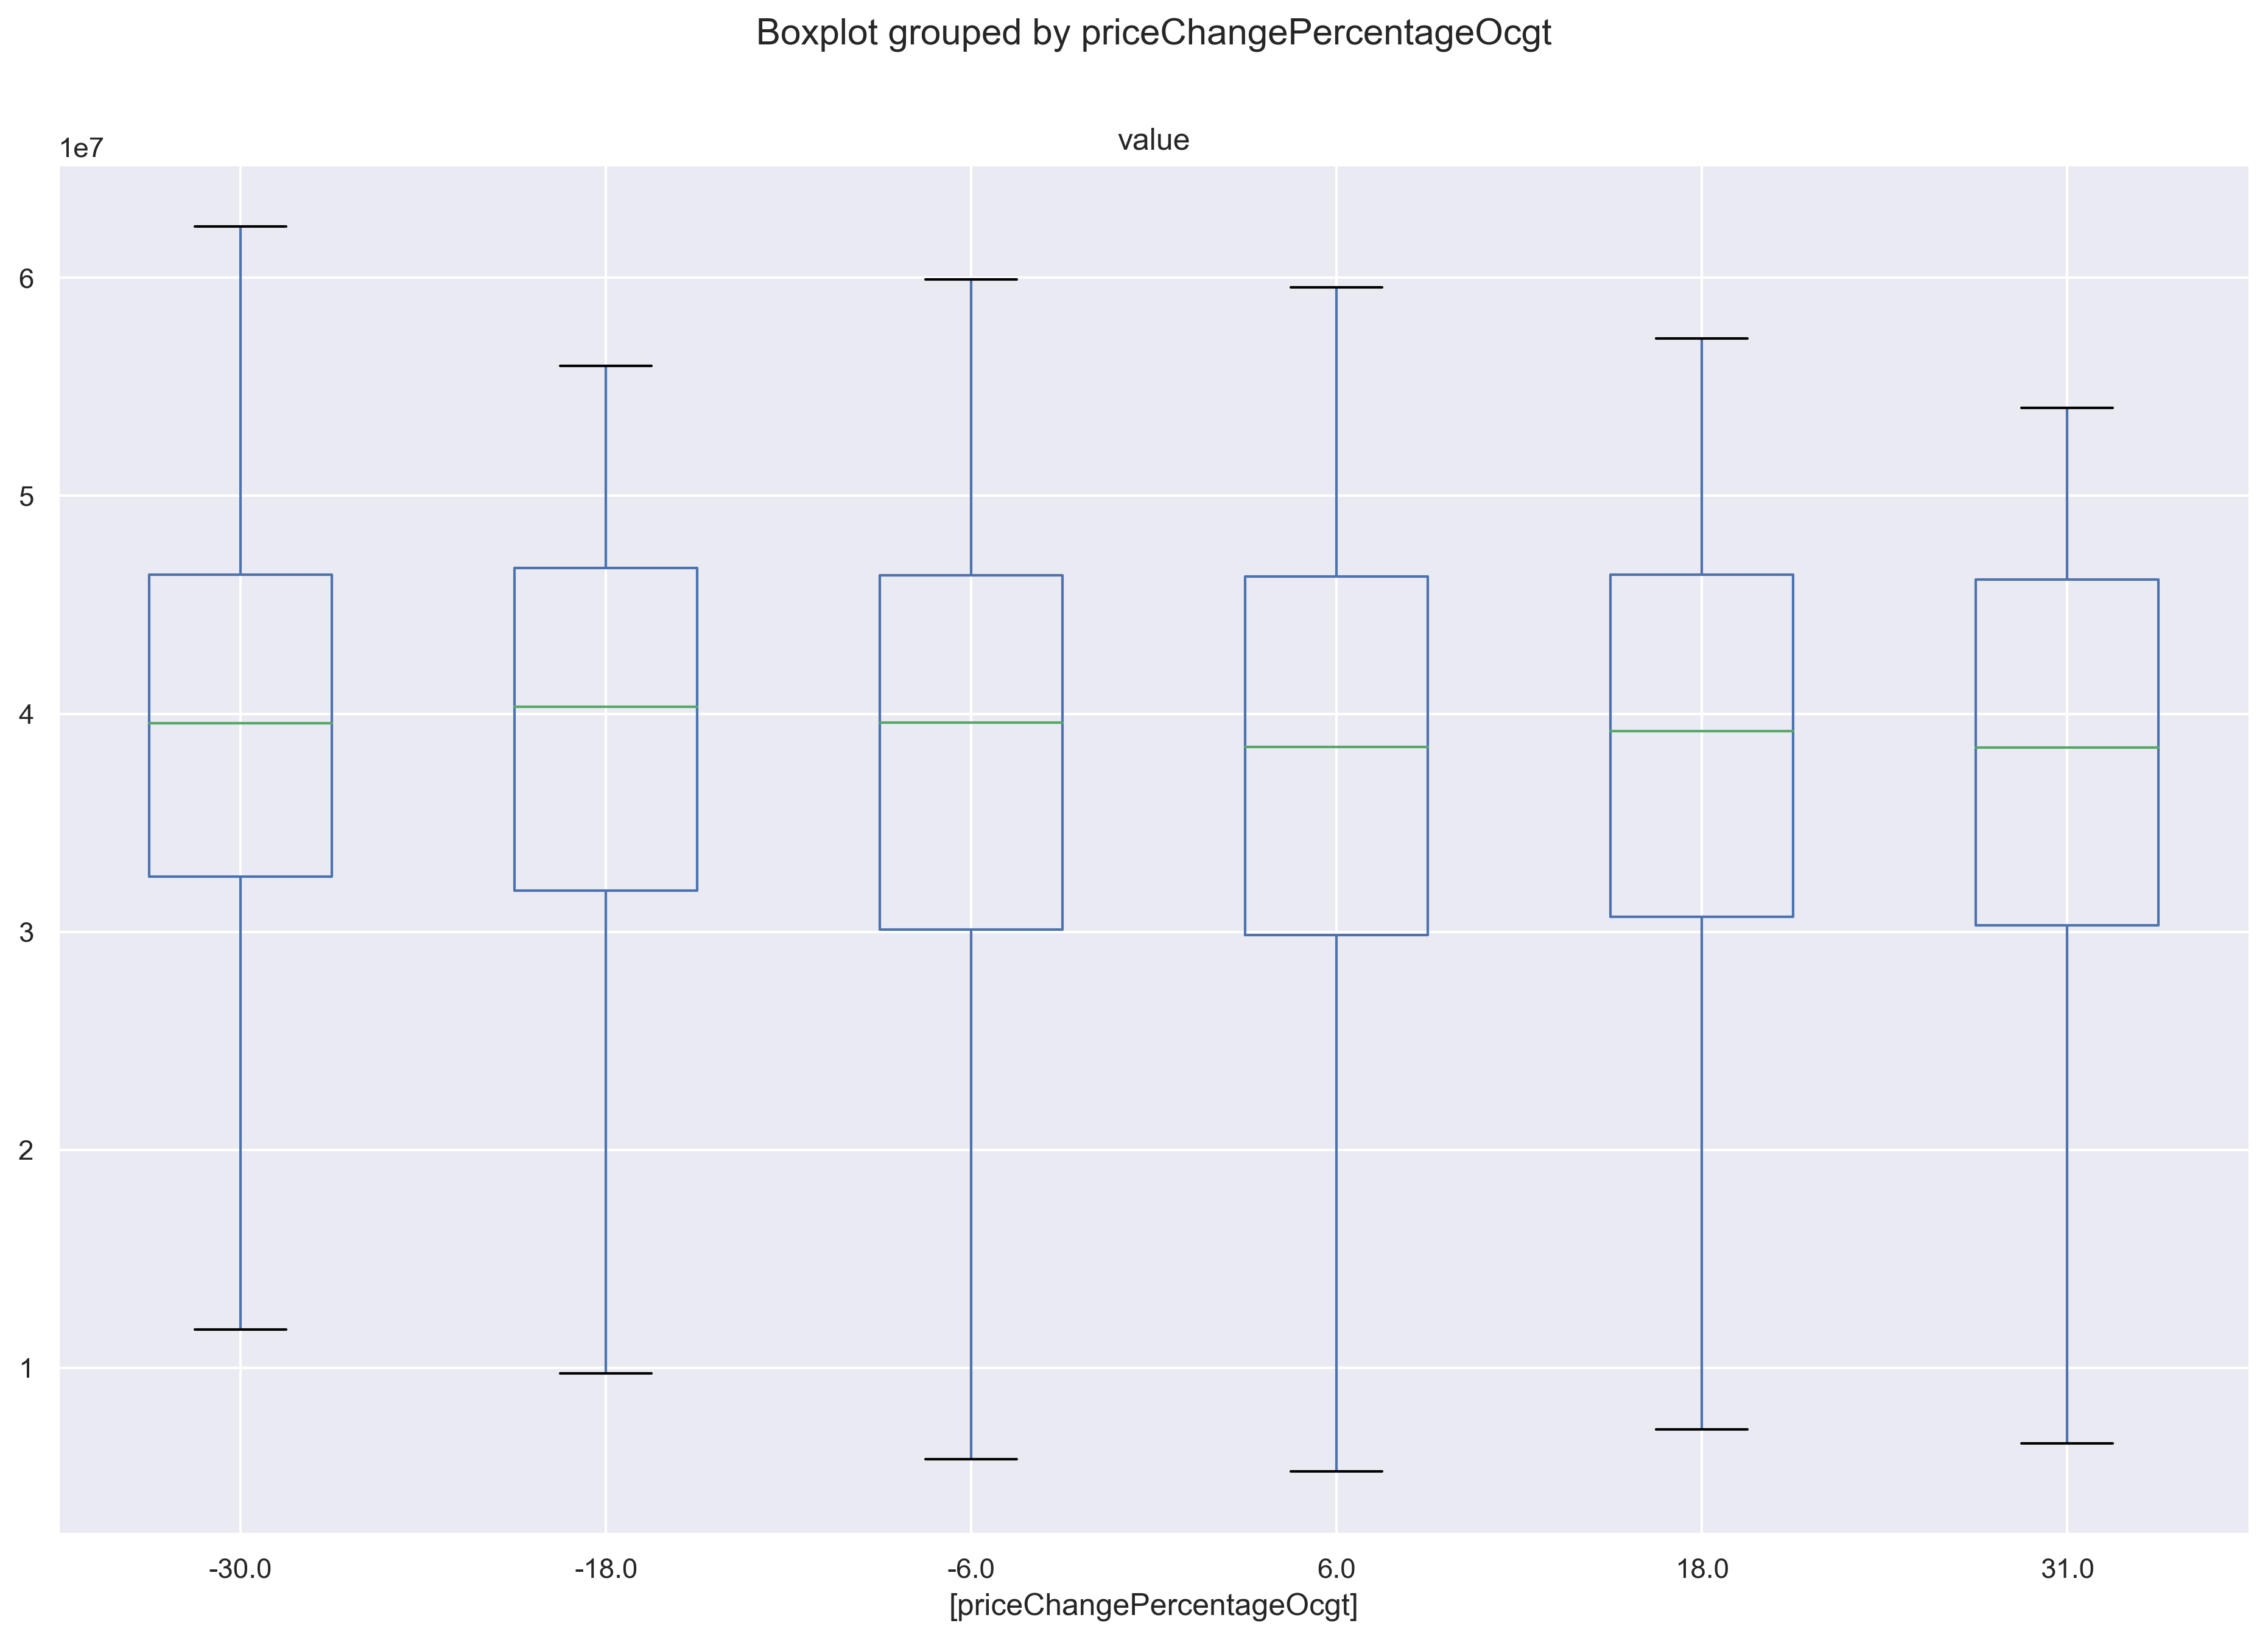 Boxplot grouped by priceChangePercentageOcgt
value
1e7
6
5
4
3
2
1
-30.0 -18.0 -6.0 6.0 18.0 31.0
[priceChangePercentageOcgt]